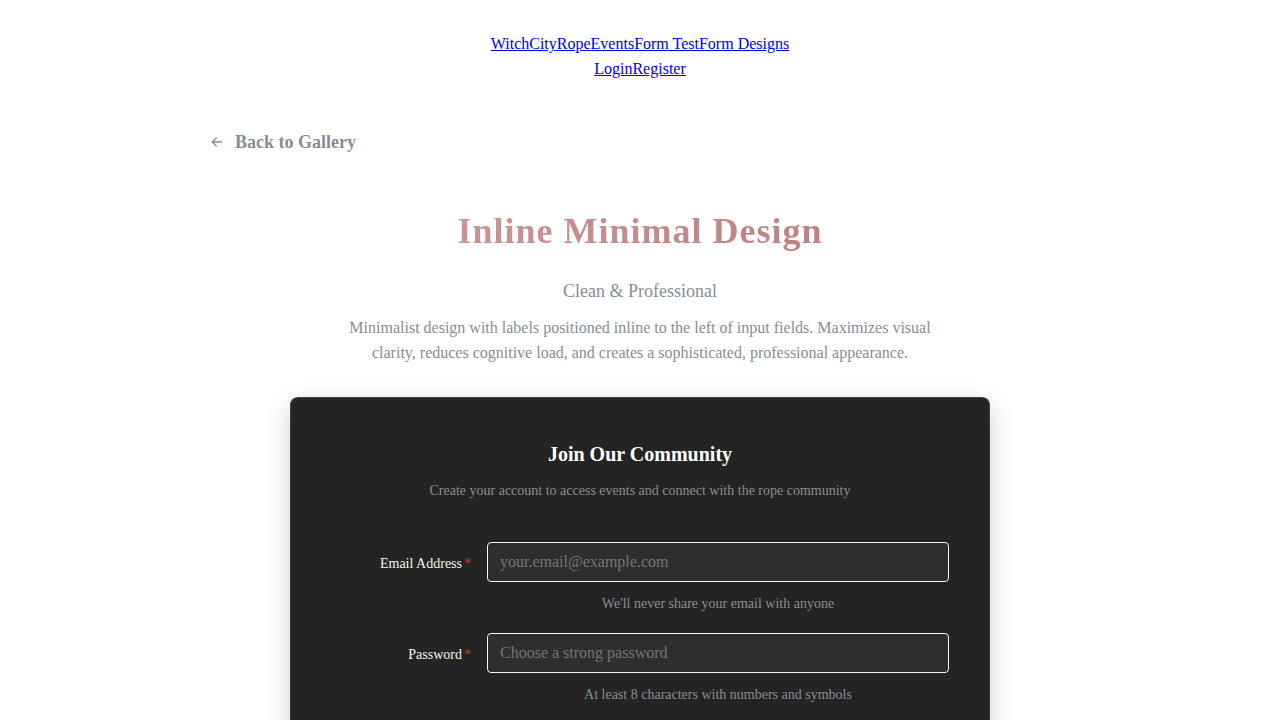 WitchCityRopeEventsForm TestForm Designs
LoginRegister
← Back to Gallery
Inline Minimal Design
Clean & Professional
Minimalist design with labels positioned inline to the left of input fields. Maximizes visual
clarity, reduces cognitive load, and creates a sophisticated, professional appearance.
Join Our Community
Create your account to access events and connect with the rope community
Email Address * your.email@example.com
We'll never share your email with anyone
Password * Choose a strong password
At least 8 characters with numbers and symbols